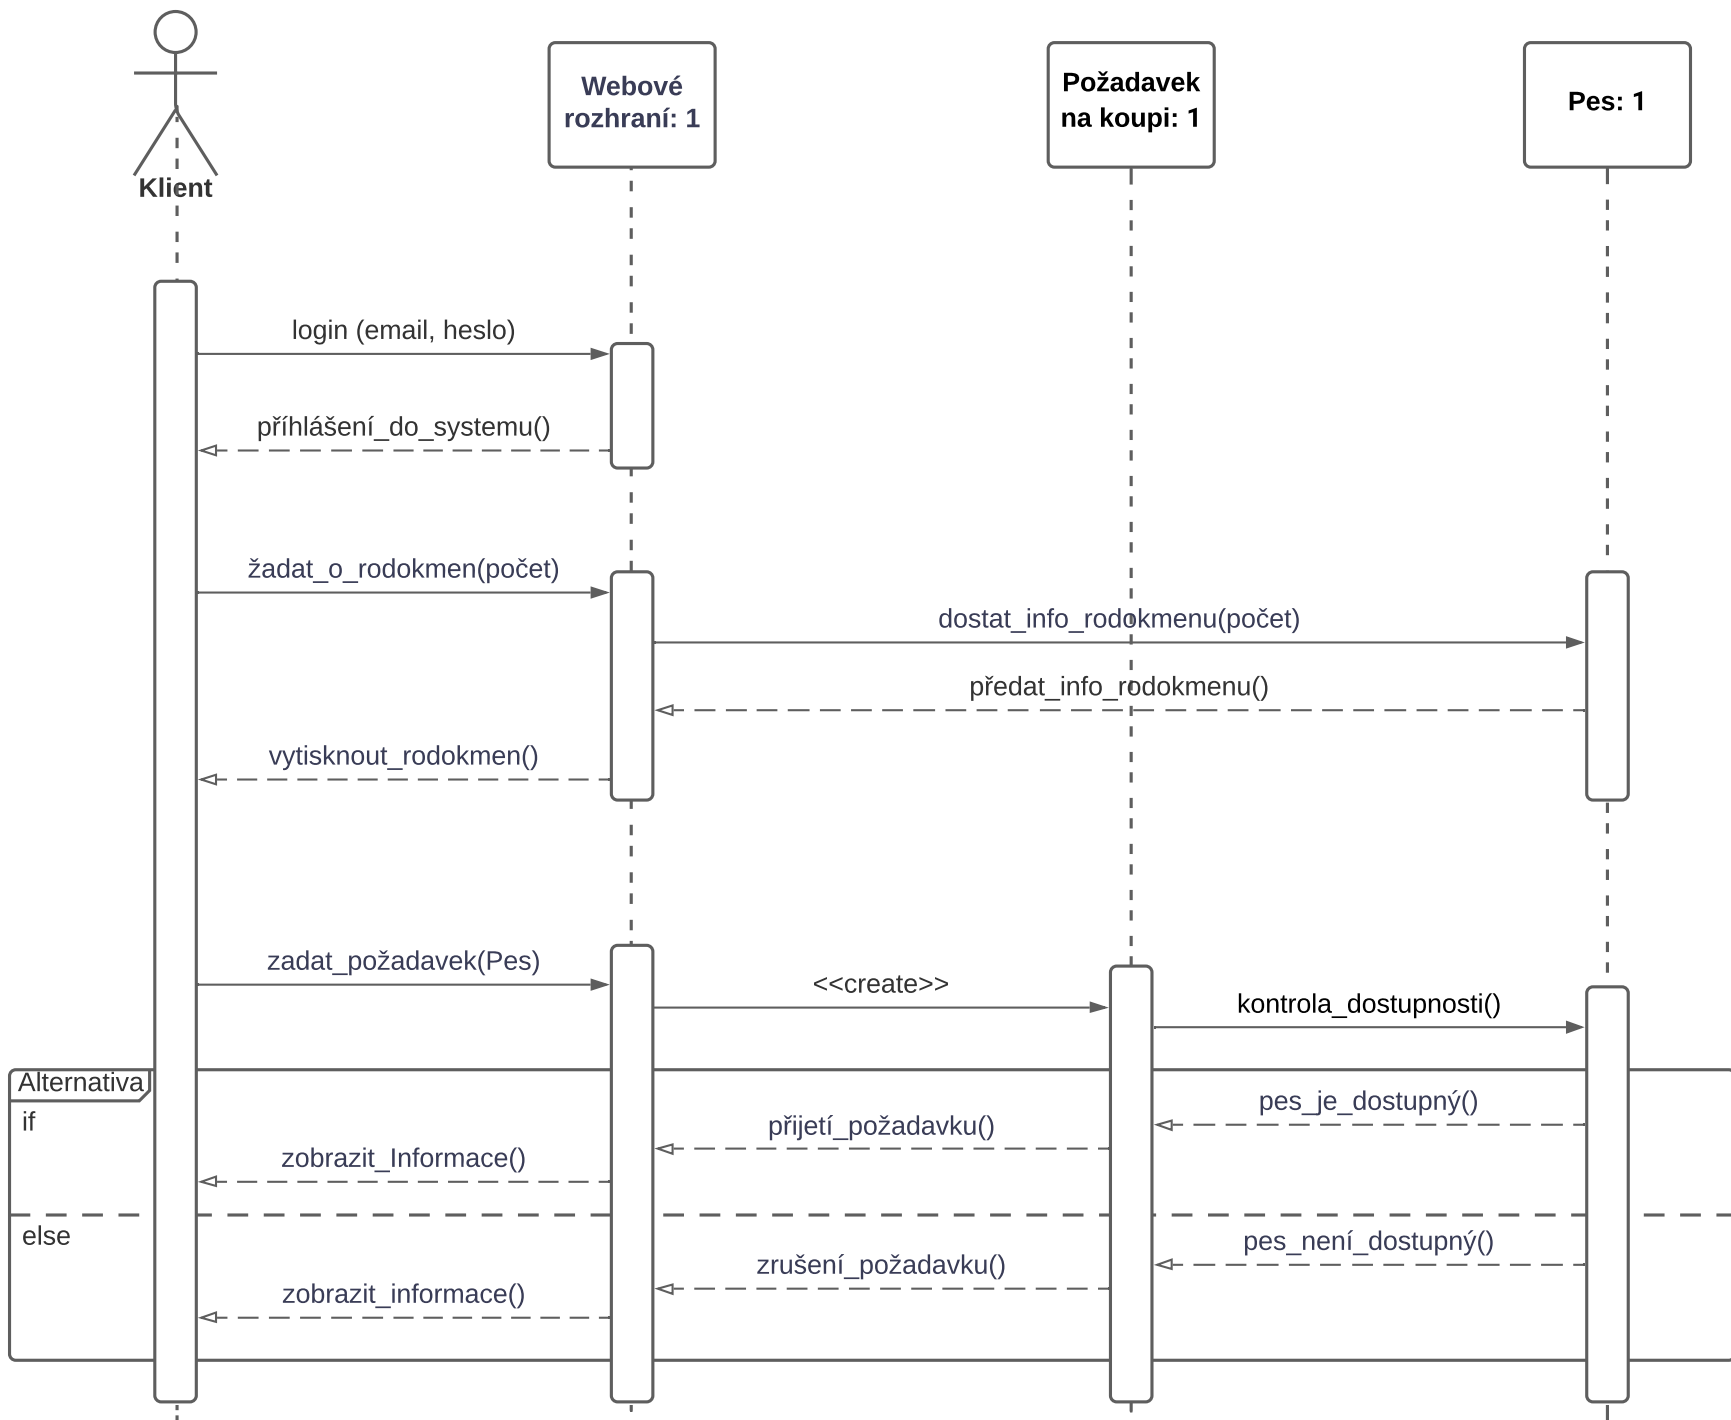 Klient
Webové
rozhraní: 1
Požadavek
na koupi: 1
Pes: 1
login (email, heslo)
příhlášení_do_systemu()
žadat_o_rodokmen(počet)
dostat_info_rodokmenu(počet)
předat_info_rodokmenu()
vytisknout_rodokmen()
zadat_požadavek(Pes)
<<create>>
kontrola_dostupnosti()
Alternativa
if
pes_je_dostupný()
přijetí_požadavku()
zobrazit_Informace()
else
pes_není_dostupný()
zrušení_požadavku()
zobrazit_informace()